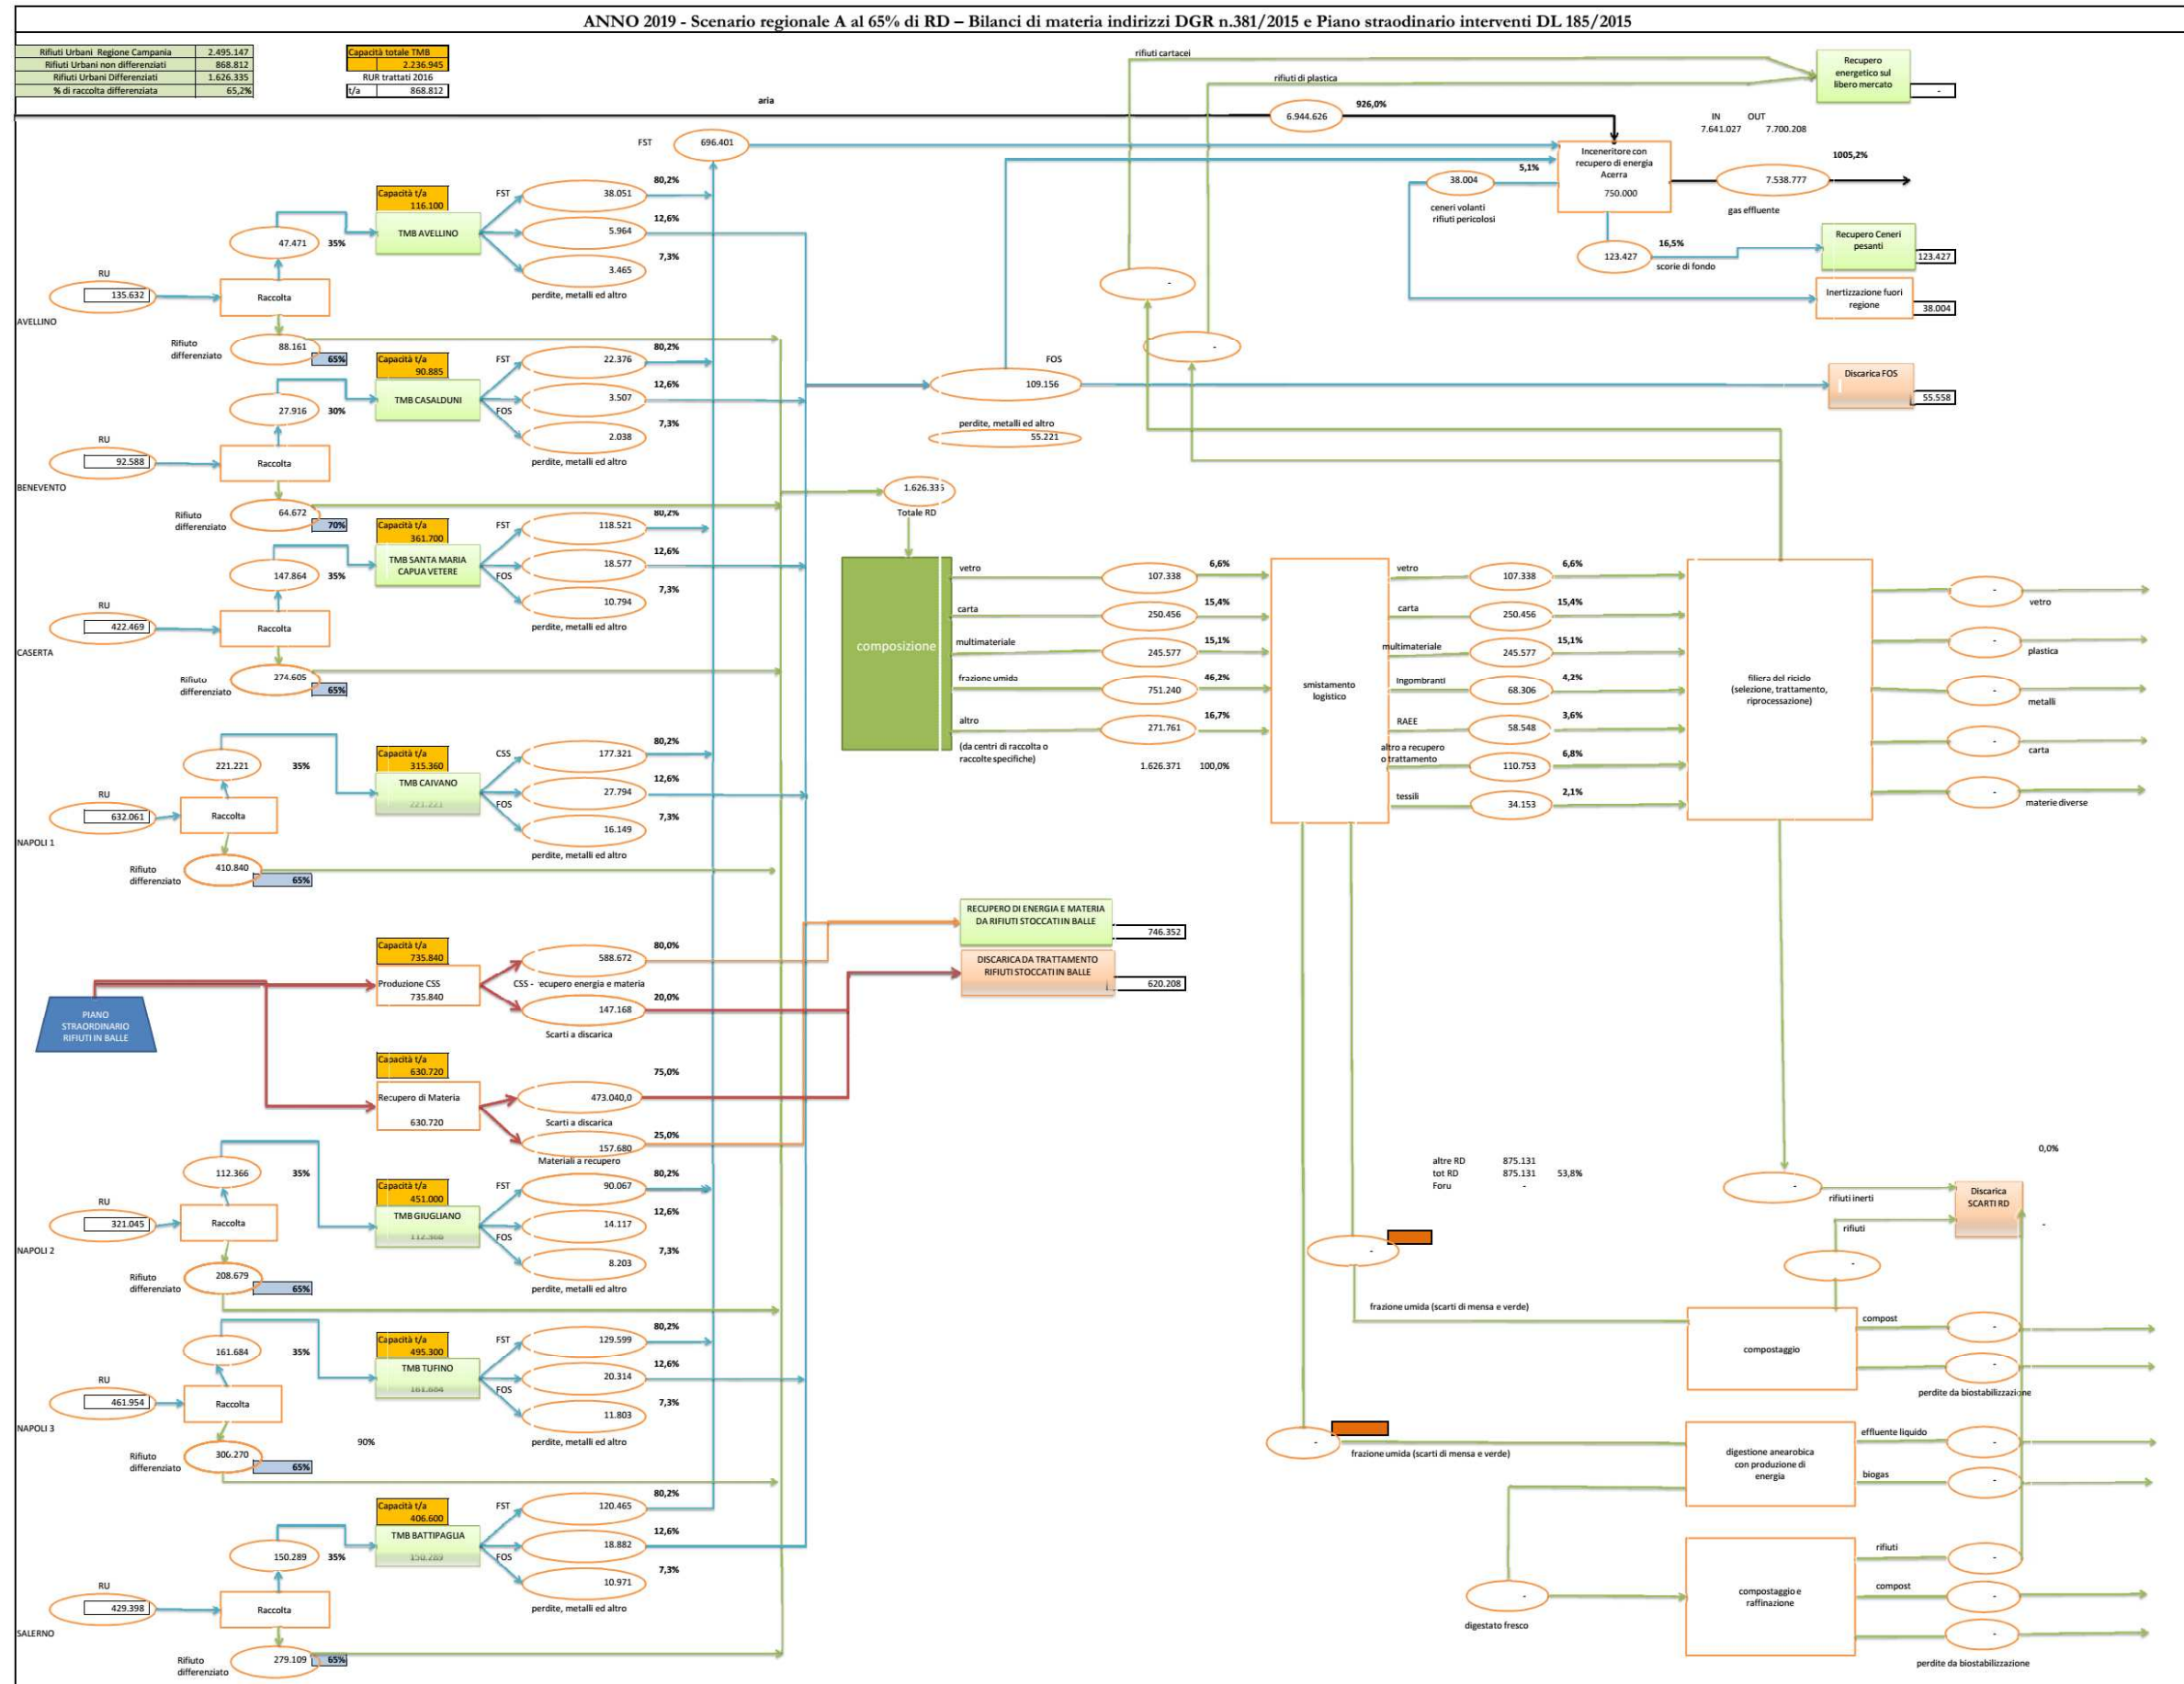 ANNO 2019 - Scenario regionale A al 65% di RD – Bilanci di materia indirizzi DGR n.381/2015 e Piano straodinario interventi DL 185/2015
Rifiuti Urbani Regione Campania 2.495.147
Rifiuti Urbani non differenziati 868.812
Rifiuti Urbani Differenziati 1.626.335
% di raccolta differenziata 65,2%
Capacità totale TMB
2.236.945
RUR trattati 2016
t/a 868.812
aria
6.944.626
926,0%
rifiuti cartacei
rifiuti di plastica
Recupero
energetico sul
libero mercato
-
IN OUT
7.641.027 7.700.208
FST
696.401
Inceneritore con
recupero di energia
Acerra
750.000
5,1%
38.004
ceneri volanti
rifiuti pericolosi
1005,2%
7.538.777
gas effluente
123.427
16,5%
scorie di fondo
Recupero Ceneri
pesanti
123.427
Inertizzazione fuori
regione
38.004
-
-
AVELLINO
RU
135.632
Raccolta
47.471
35%
Rifiuto
differenziato
88.161
65%
Capacità t/a
116.100
TMB AVELLINO
FST
38.051
80,2%
5.964
12,6%
3.465
7,3%
perdite, metalli ed altro
BENEVENTO
RU
92.588
Raccolta
27.916
30%
Rifiuto
differenziato
64.672
70%
Capacità t/a
90.885
TMB CASALDUNI
FST
22.376
80,2%
FOS
3.507
12,6%
2.038
7,3%
perdite, metalli ed altro
FOS
109.156
perdite, metalli ed altro
55.221
Discarica FOS
55.558
CASERTA
RU
422.469
Raccolta
147.864
35%
Rifiuto
differenziato
274.605
65%
Capacità t/a
361.700
TMB SANTA MARIA
CAPUA VETERE
FST
118.521
80,2%
FOS
18.577
12,6%
10.794
7,3%
perdite, metalli ed altro
1.626.335
Totale RD
composizione
vetro
107.338
6,6%
carta
250.456
15,4%
multimateriale
245.577
15,1%
frazione umida
751.240
46,2%
altro
271.761
16,7%
(da centri di raccolta o
raccolte specifiche)
1.626.371 100,0%
smistamento
logistico
vetro
107.338
6,6%
carta
250.456
15,4%
multimateriale
245.577
15,1%
Ingombranti
68.306
4,2%
RAEE
58.548
3,6%
altro a recupero
o trattamento
110.753
6,8%
tessili
34.153
2,1%
filiera del riciclo
(selezione, trattamento,
riprocessazione)
-
vetro
-
plastica
-
metalli
-
carta
-
materie diverse
NAPOLI 1
RU
632.061
Raccolta
221.221
35%
Rifiuto
differenziato
410.840
65%
Capacità t/a
315.360
TMB CAIVANO
221.221
CSS
177.321
80,2%
FOS
27.794
12,6%
16.149
7,3%
perdite, metalli ed altro
PIANO
STRAORDINARIO
RIFIUTI IN BALLE
Capacità t/a
735.840
Produzione CSS
735.840
588.672
80,0%
CSS - recupero energia e materia
147.168
20,0%
Scarti a discarica
RECUPERO DI ENERGIA E MATERIA
DA RIFIUTI STOCCATI IN BALLE
746.352
DISCARICA DA TRATTAMENTO
RIFIUTI STOCCATI IN BALLE
620.208
Capacità t/a
630.720
Recupero di Materia
630.720
75,0%
473.040,0
Scarti a discarica
25,0%
157.680
Materiali a recupero
NAPOLI 2
RU
321.045
Raccolta
112.366
35%
Rifiuto
differenziato
208.679
65%
Capacità t/a
451.000
TMB GIUGLIANO
112.366
FST
90.067
80,2%
FOS
14.117
12,6%
8.203
7,3%
perdite, metalli ed altro
altre RD 875.131
tot RD 875.131 53,8%
Foru -
0,0%
-
rifiuti inerti
Discarica
SCARTI RD
-
rifiuti
-
-
frazione umida (scarti di mensa e verde)
compostaggio
compost
-
-
perdite da biostabilizzazione
NAPOLI 3
RU
461.954
Raccolta
161.684
35%
Rifiuto
differenziato
300.270
65%
90%
Capacità t/a
495.300
TMB TUFINO
161.684
FST
129.599
80,2%
FOS
20.314
12,6%
11.803
7,3%
perdite, metalli ed altro
-
frazione umida (scarti di mensa e verde)
digestione anearobica
con produzione di
energia
effluente liquido
-
biogas
-
SALERNO
RU
429.398
Raccolta
150.289
35%
Rifiuto
differenziato
279.109
65%
Capacità t/a
406.600
TMB BATTIPAGLIA
150.289
FST
120.465
80,2%
FOS
18.882
12,6%
10.971
7,3%
perdite, metalli ed altro
-
digestato fresco
compostaggio e
raffinazione
rifiuti
-
compost
-
-
perdite da biostabilizzazione